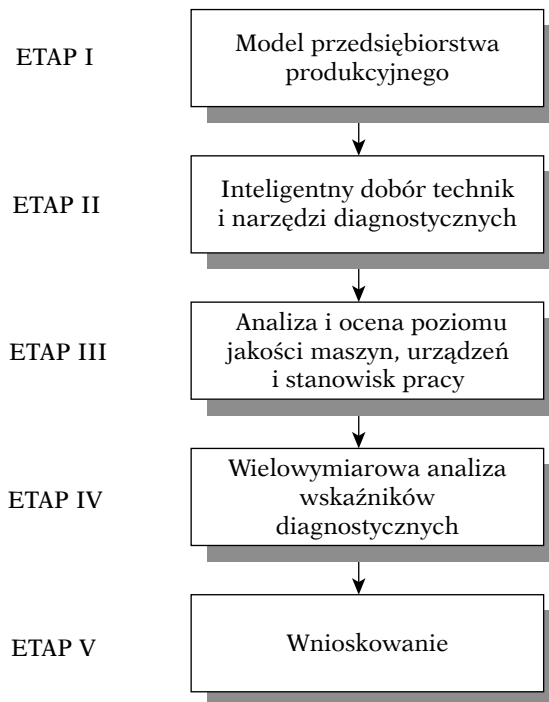 ETAP I
Model przedsiębiorstwa
produkcyjnego
ETAP II
Inteligentny dobór technik
i narzędzi diagnostycznych
ETAP III
Analiza i ocena poziomu
jakości maszyn, urządzeń
i stanowisk pracy
ETAP IV
Wielowymiarowa analiza
wskaźników
diagnostycznych
ETAP V
Wnioskowanie